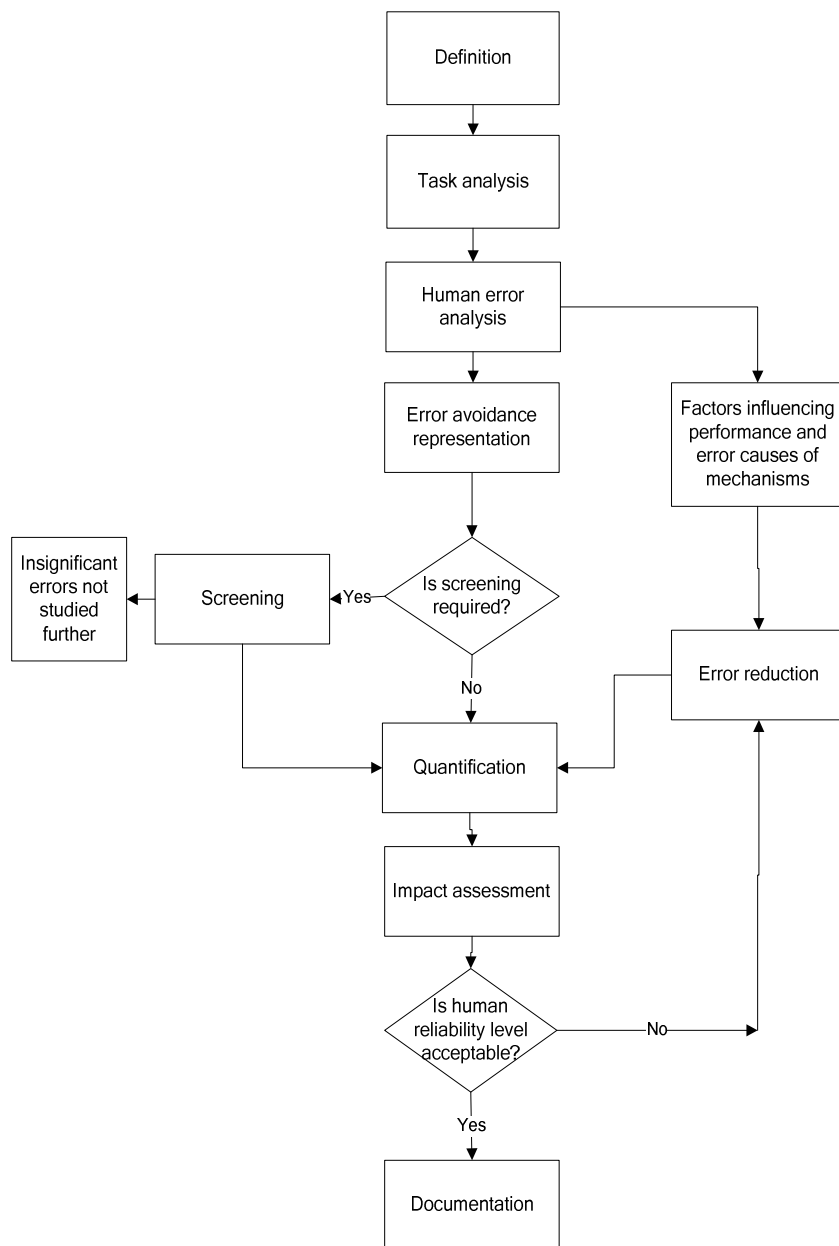 Definition
Task analysis
Human error
analysis
Error avoidance
representation
Factors influencing
performance and
error causes of
mechanisms
Insignificant
errors not
studied
further
Screening
Yes
Is screening
required?
No
Error reduction
Quantification
Impact assessment
Is human
reliability level
acceptable?
No
Yes
Documentation